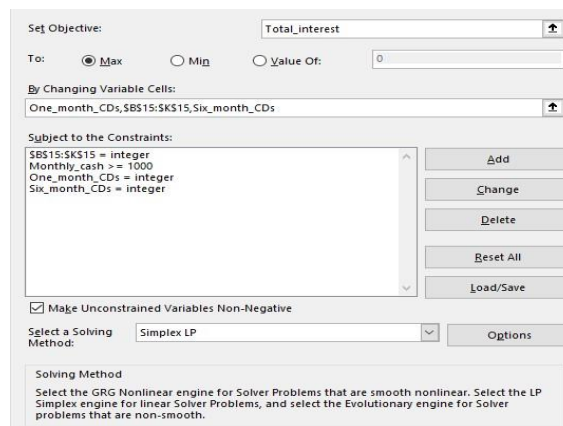 Set Objective: Total_interest
To: Max Min Value Of: 0
By Changing Variable Cells:
One_month_CDs,$B$15:$K$15,Six_month_CDs
Subject to the Constraints:
$B$15:$K$15 = integer
Monthly_cash >= 1000
One_month_CDs = integer
Six_month_CDs = integer
Add
Change
Delete
Reset All
Load/Save
Make Unconstrained Variables Non-Negative
Select a Solving Method: Simplex LP Options
Solving Method
Select the GRG Nonlinear engine for Solver Problems that are smooth nonlinear. Select the LP
Simplex engine for linear Solver Problems, and select the Evolutionary engine for Solver
problems that are non-smooth.